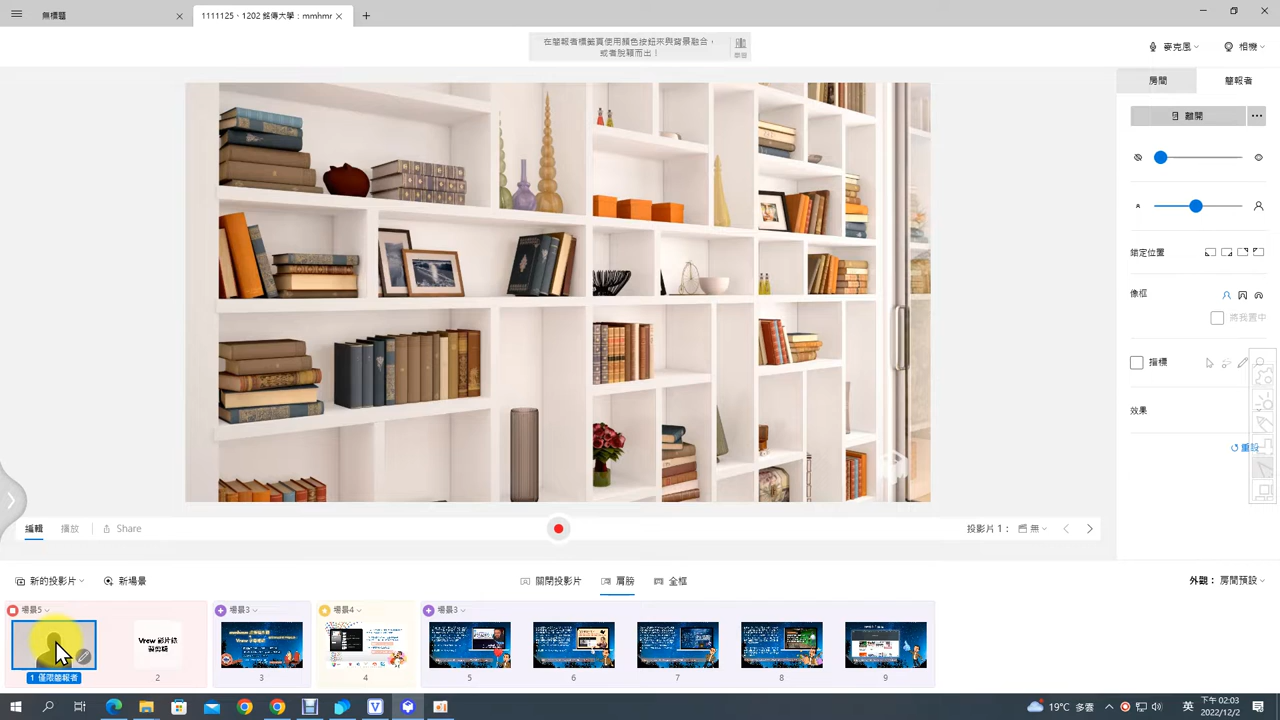 無標題
1111125、1202 銘傳大學：mmhmr
在簡報者標籤頁使用顏色按鈕來與背景融合，
或者脫穎而出！
麥克風
相機
房間
簡報者
離開
錨定位置
像框
將我置中
指標
效果
重設
編輯
播放
Share
投影片 1：
無
新的投影片
新場景
關閉投影片
肩膀
全框
外觀：
房間預設
場景5
場景3
場景4
場景3
1 僅限簡報者
3
4
5
6
7
8
9
19°C 多雲
英
下午 02:03
2022/12/2